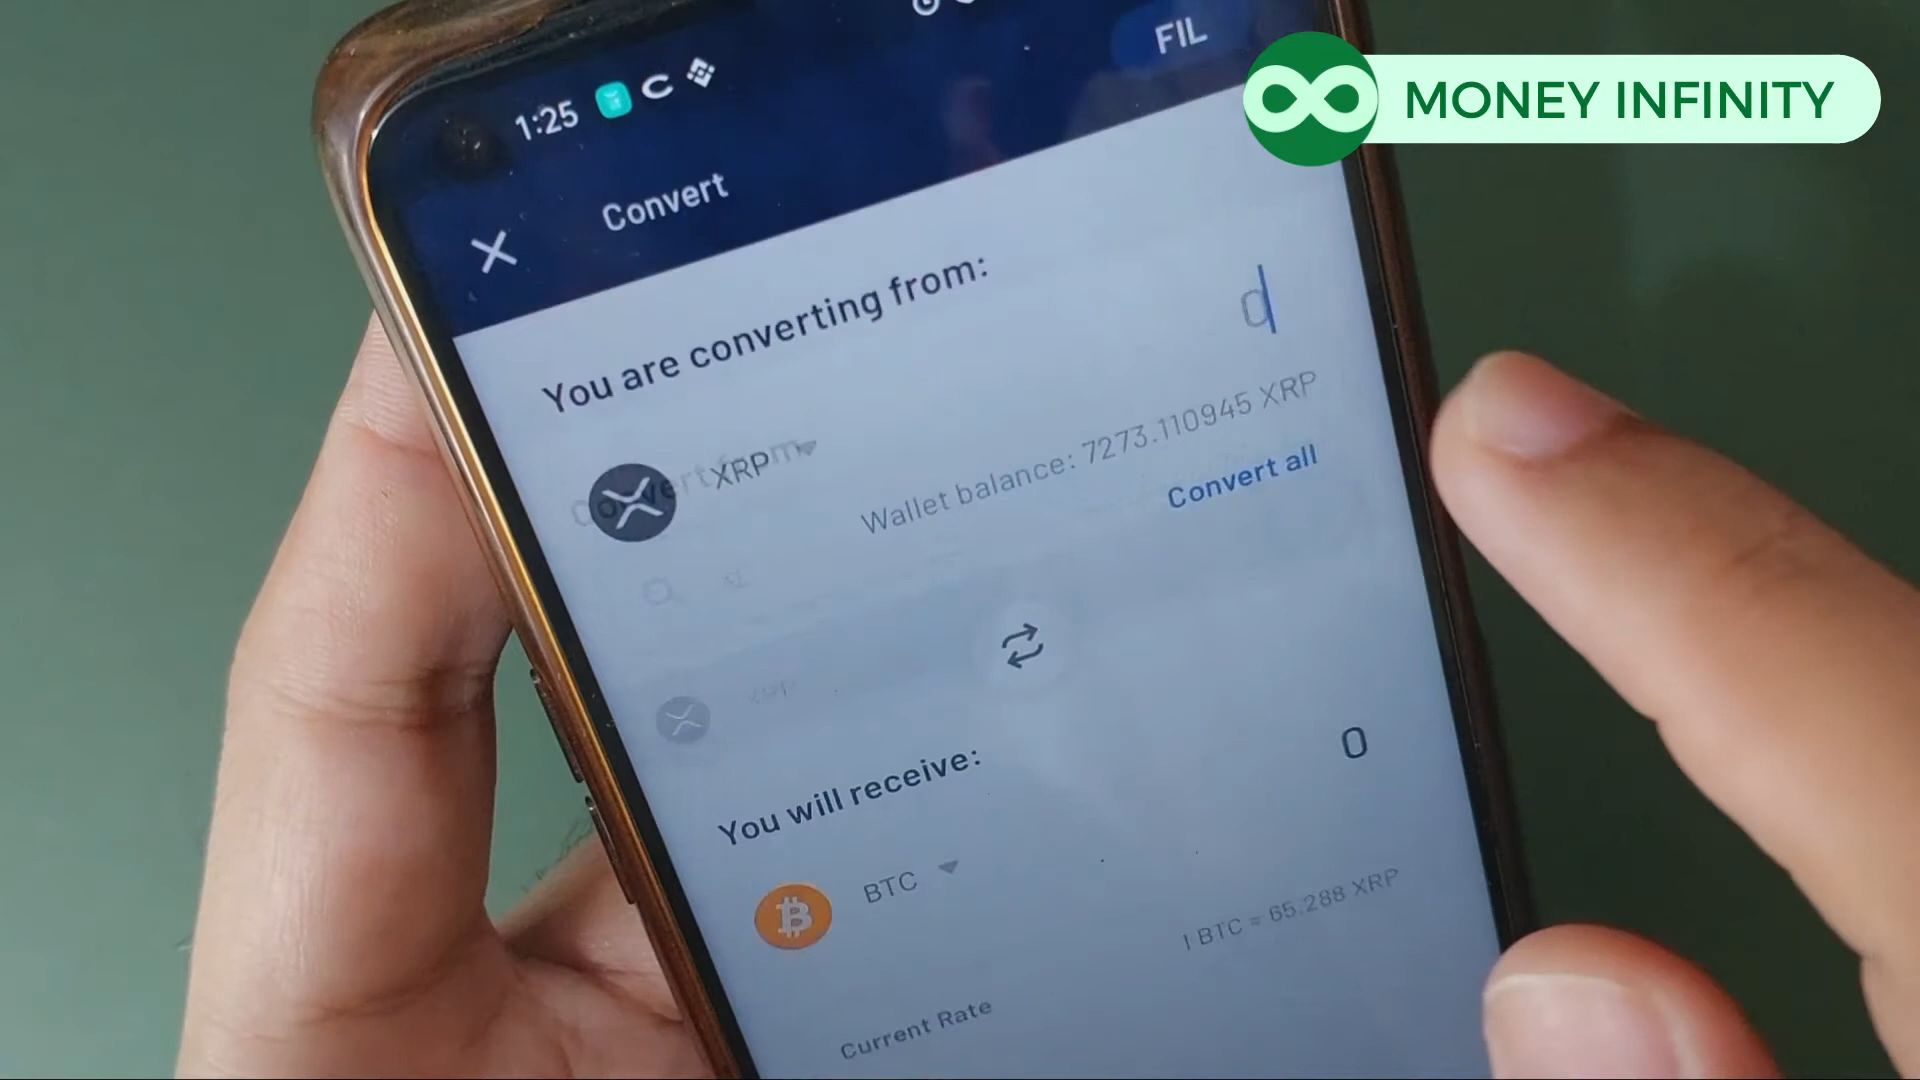 MONEY INFINITY
FIL
1:25
Convert
You are converting from:
0
XRP
Wallet balance: 7273.110945 XRP
Convert all
You will receive:
0
BTC
1 BTC = 65.288 XRP
Current Rate